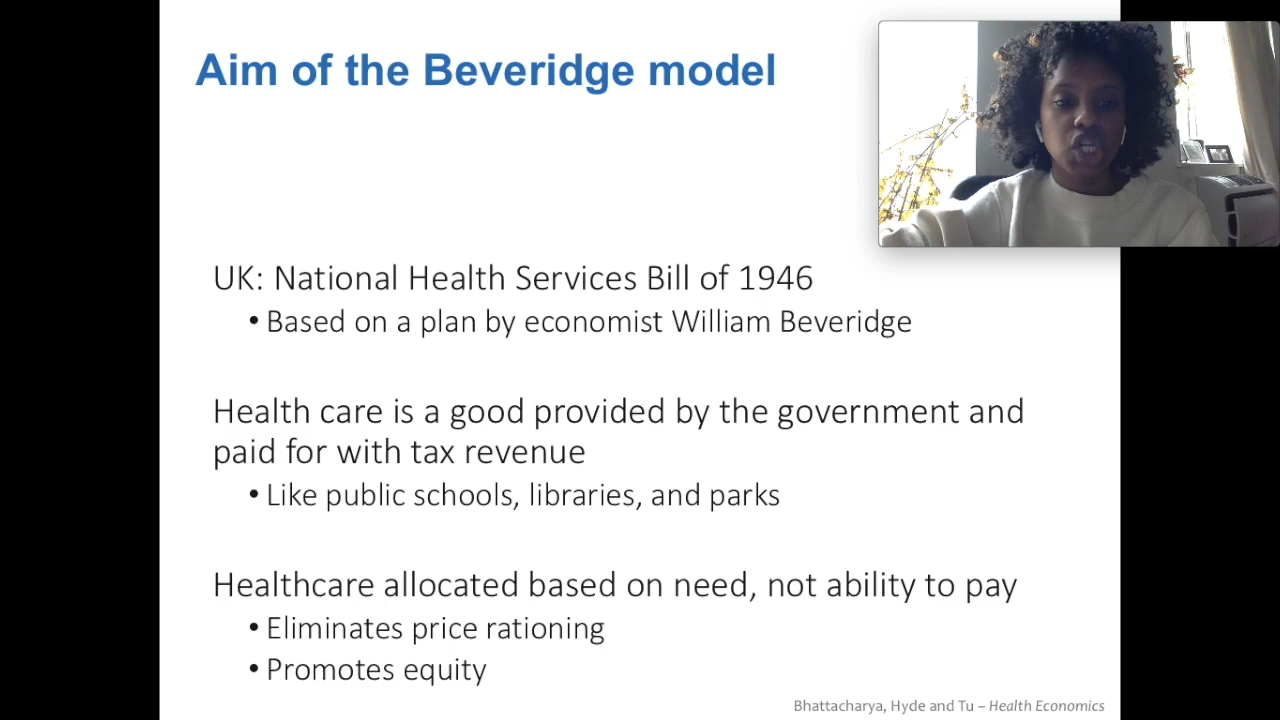 Aim of the Beveridge model
UK: National Health Services Bill of 1946
• Based on a plan by economist William Beveridge
Health care is a good provided by the government and
paid for with tax revenue
• Like public schools, libraries, and parks
Healthcare allocated based on need, not ability to pay
• Eliminates price rationing
• Promotes equity
Bhattacharya, Hyde and Tu – Health Economics